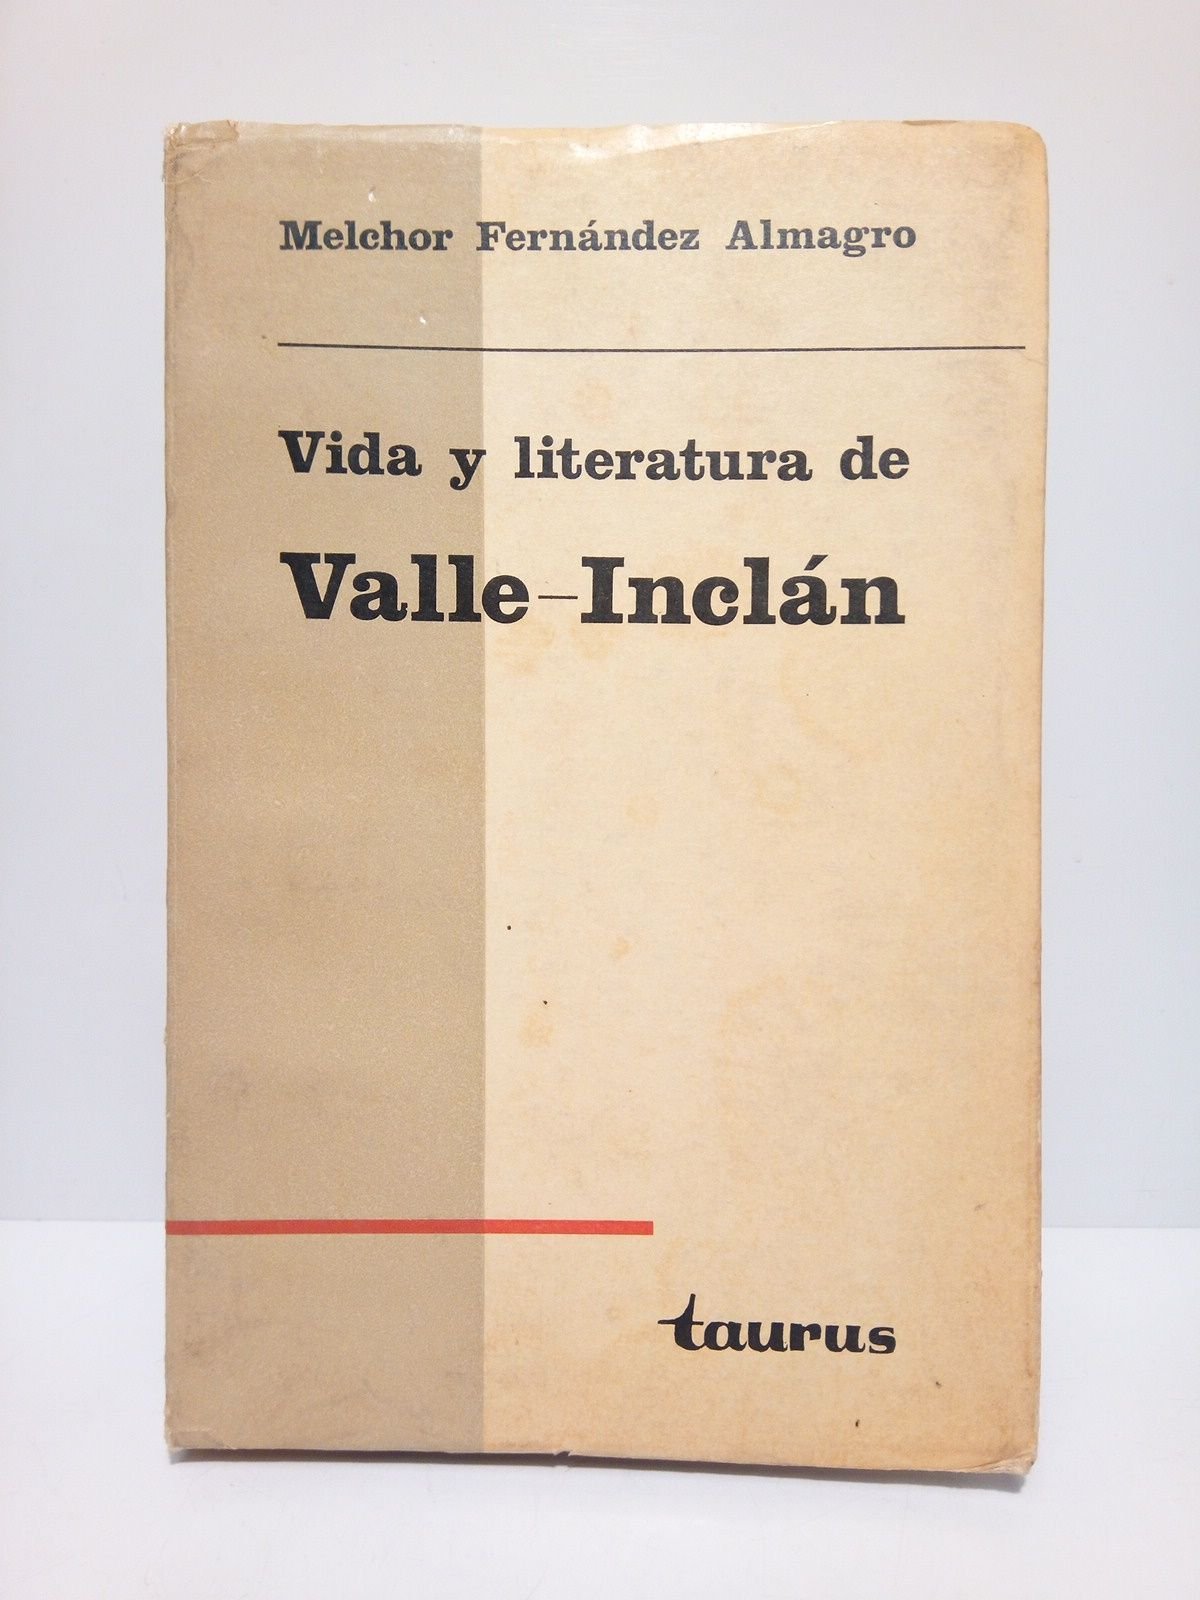 Melchor Fernández Almagro
Vida y literatura de
Valle-Inclán
taurus